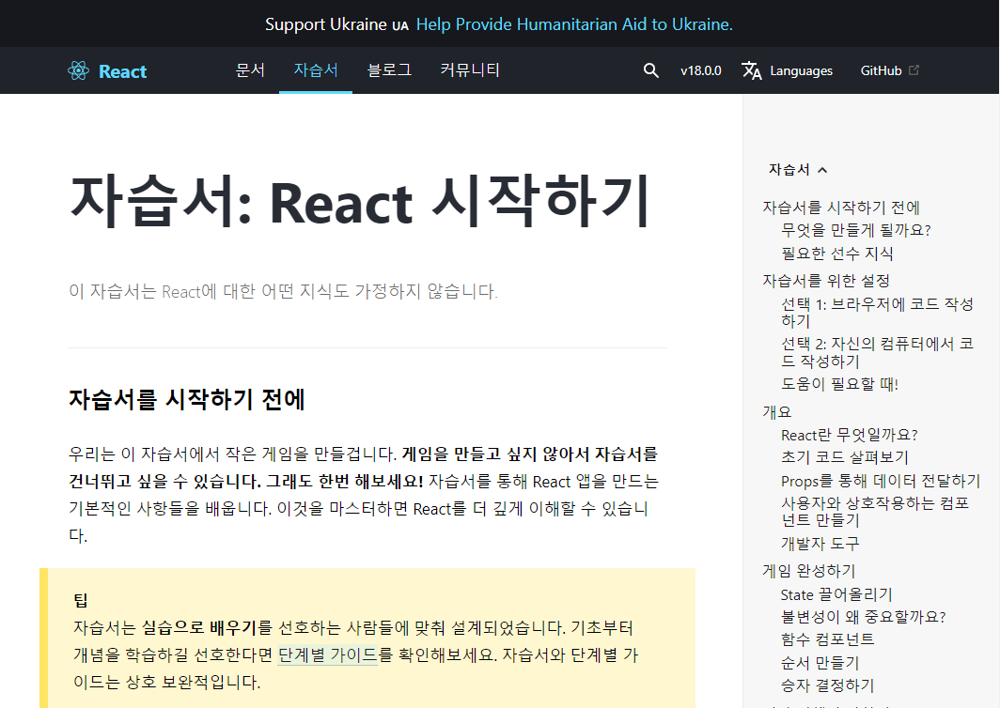 Support Ukraine UA Help Provide Humanitarian Aid to Ukraine.
React 문서 자습서 블로그 커뮤니티 v18.0.0 Languages GitHub
자습서: React 시작하기
이 자습서는 React에 대한 어떤 지식도 가정하지 않습니다.
자습서를 시작하기 전에
우리는 이 자습서에서 작은 게임을 만들겁니다. 게임을 만들고 싶지 않아서 자습서를
건너뛰고 싶을 수 있습니다. 그래도 한번 해보세요! 자습서를 통해 React 앱을 만드는
기본적인 사항들을 배웁니다. 이것을 마스터하면 React를 더 깊게 이해할 수 있습니
다.
팁
자습서는 실습으로 배우기를 선호하는 사람들에 맞춰 설계되었습니다. 기초부터
개념을 학습하길 선호한다면 단계별 가이드를 확인해보세요. 자습서와 단계별 가
이드는 상호 보완적입니다.
자습서
자습서를 시작하기 전에
무엇을 만들게 될까요?
필요한 선수 지식
자습서를 위한 설정
선택 1: 브라우저에 코드 작성
하기
선택 2: 자신의 컴퓨터에서 코
드 작성하기
도움이 필요할 때!
개요
React란 무엇일까요?
초기 코드 살펴보기
Props를 통해 데이터 전달하기
사용자와 상호작용하는 컴포
넌트 만들기
개발자 도구
게임 완성하기
State 끌어올리기
불변성이 왜 중요할까요?
함수 컴포넌트
순서 만들기
승자 결정하기